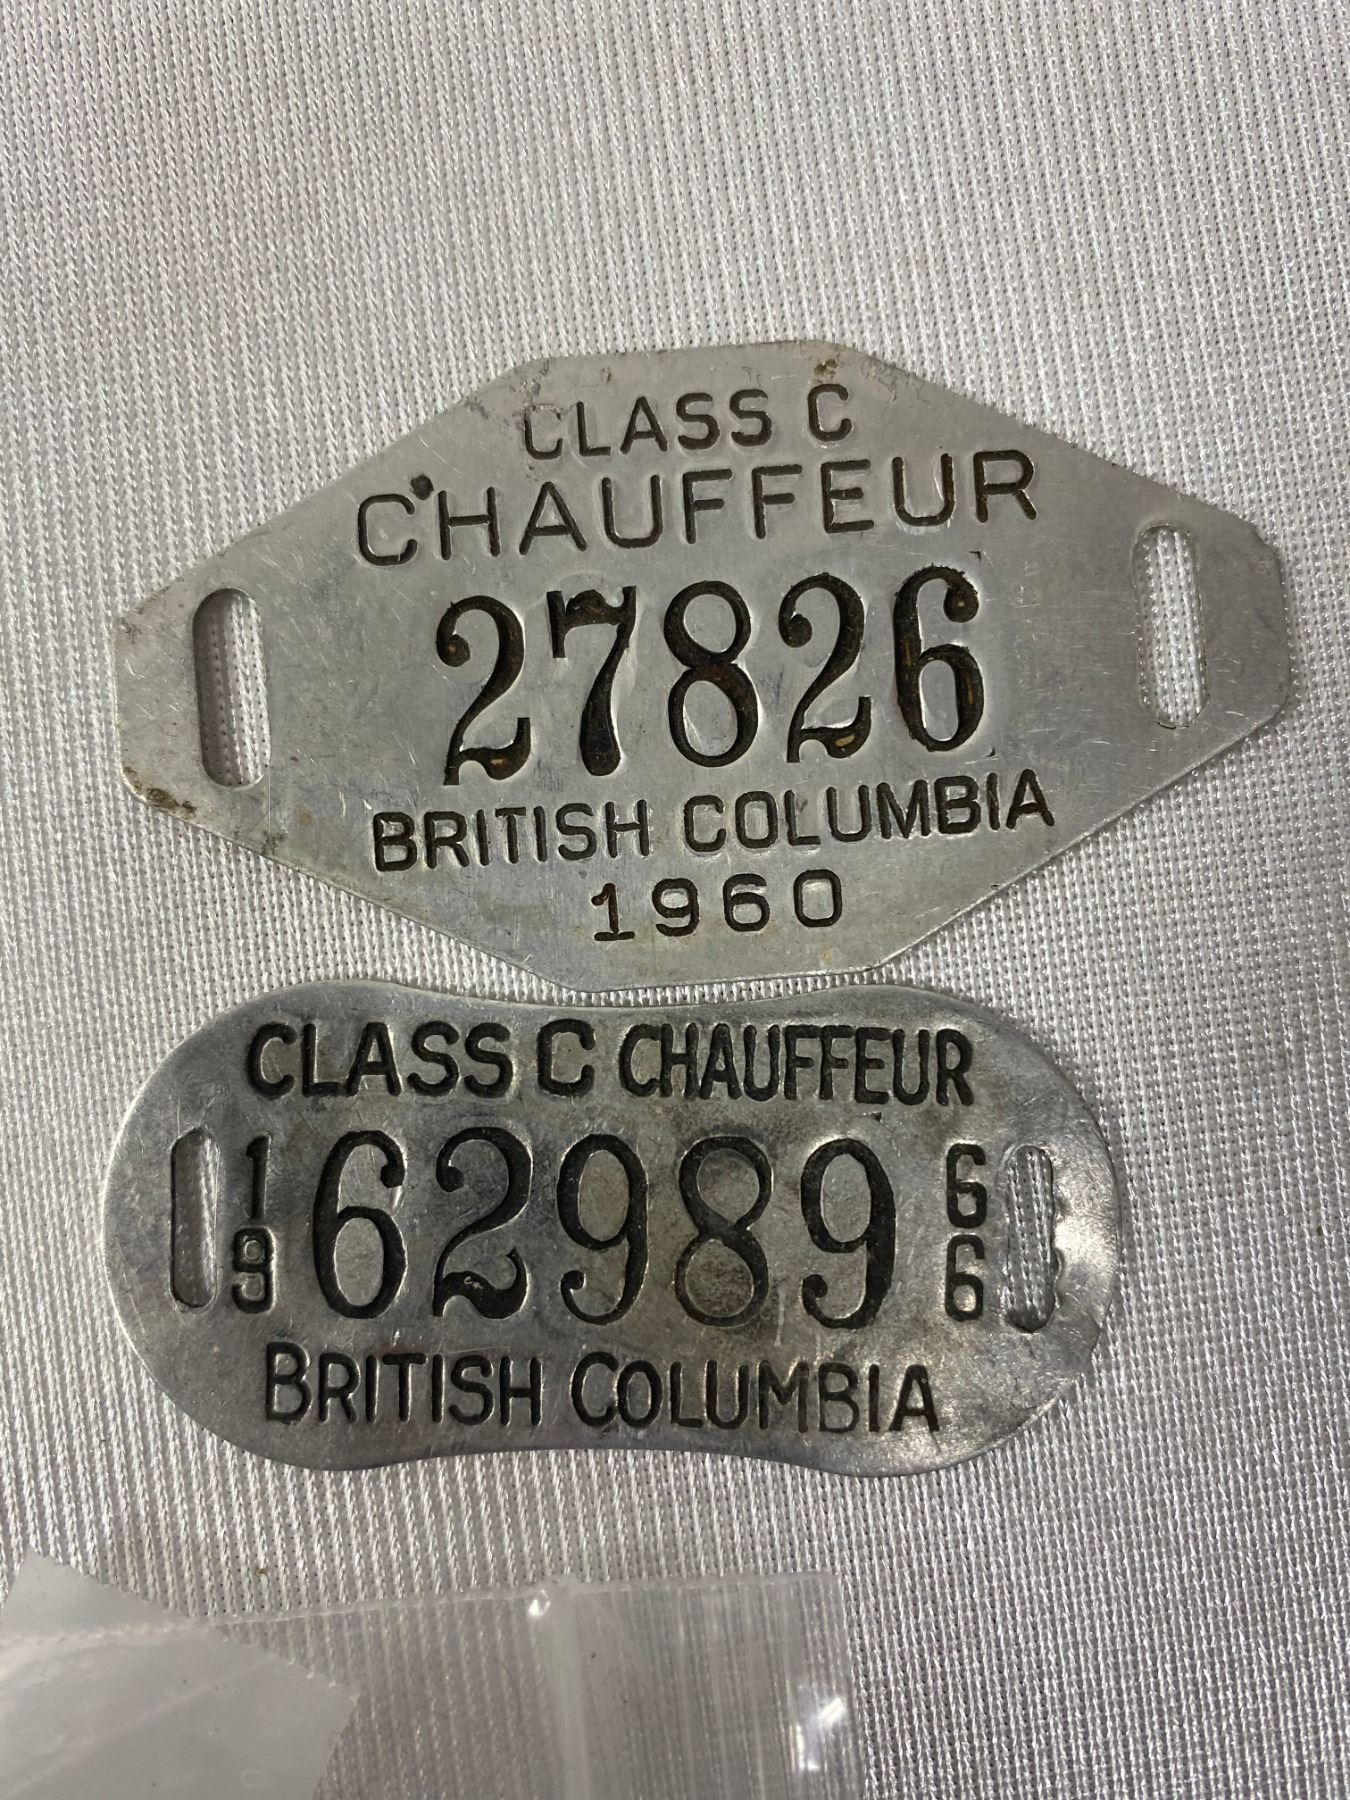 CLASS C
CHAUFFEUR
27826
BRITISH COLUMBIA
1960
CLASS C CHAUFFEUR
19 62989 66
BRITISH COLUMBIA